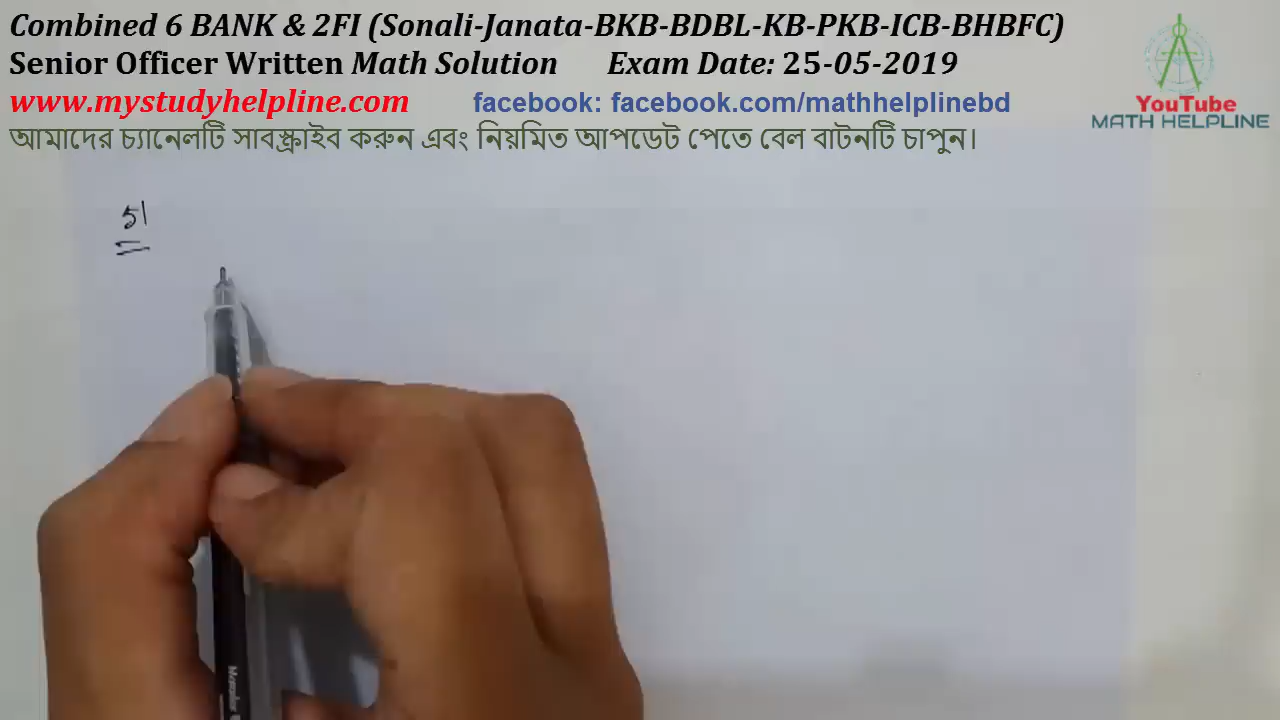 Combined 6 BANK & 2FI (Sonali-Janata-BKB-BDBL-KB-PKB-ICB-BHBFC)
Senior Officer Written Math Solution Exam Date: 25-05-2019
www.mystudyhelpline.com facebook: facebook.com/mathhelplinebd
আমাদের চ্যানেলটি সাবস্ক্রাইব করুন এবং নিয়মিত আপডেট পেতে বেল বাটনটি চাপুন।
YouTube
MATH HELPLINE
5।